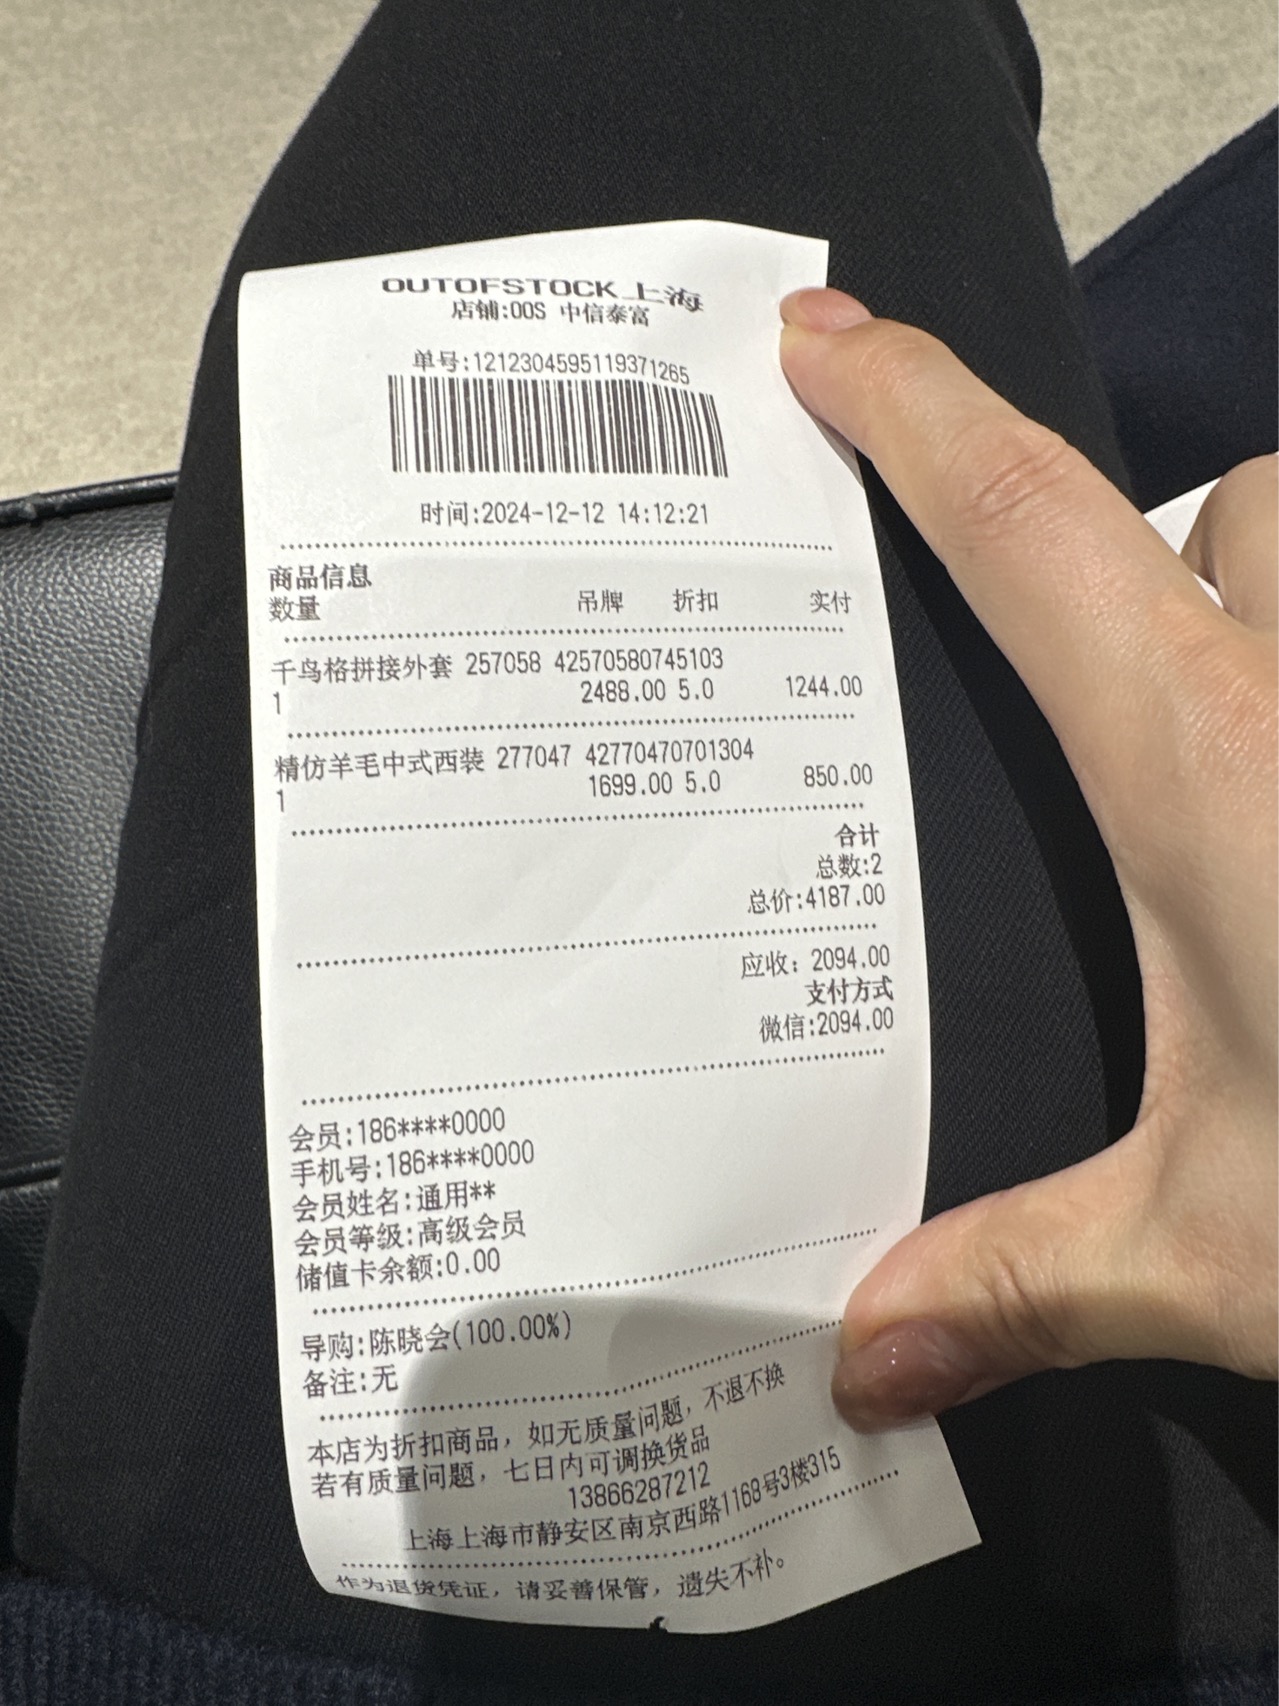 OUTOFSTOCK上海
店铺:OOS 中信泰富
单号:1212304595119371265
时间:2024-12-12 14:12:21
商品信息
数量 吊牌 折扣 实付
千鸟格拼接外套 257058 42570580745103
1 2488.00 5.0 1244.00
精仿羊毛中式西装 277047 42770470701304
1 1699.00 5.0 850.00
合计
总数:2
总价:4187.00
应收: 2094.00
支付方式
微信:2094.00
会员:186****0000
手机号:186****0000
会员姓名:通用**
会员等级:高级会员
储值卡余额:0.00
导购:陈晓会(100.00%)
备注:无
本店为折扣商品，如无质量问题，不退不换
若有质量问题，七日内可调换货品
13866287212
上海上海市静安区南京西路1168号3楼315
作为退货凭证，请妥善保管，遗失不补。